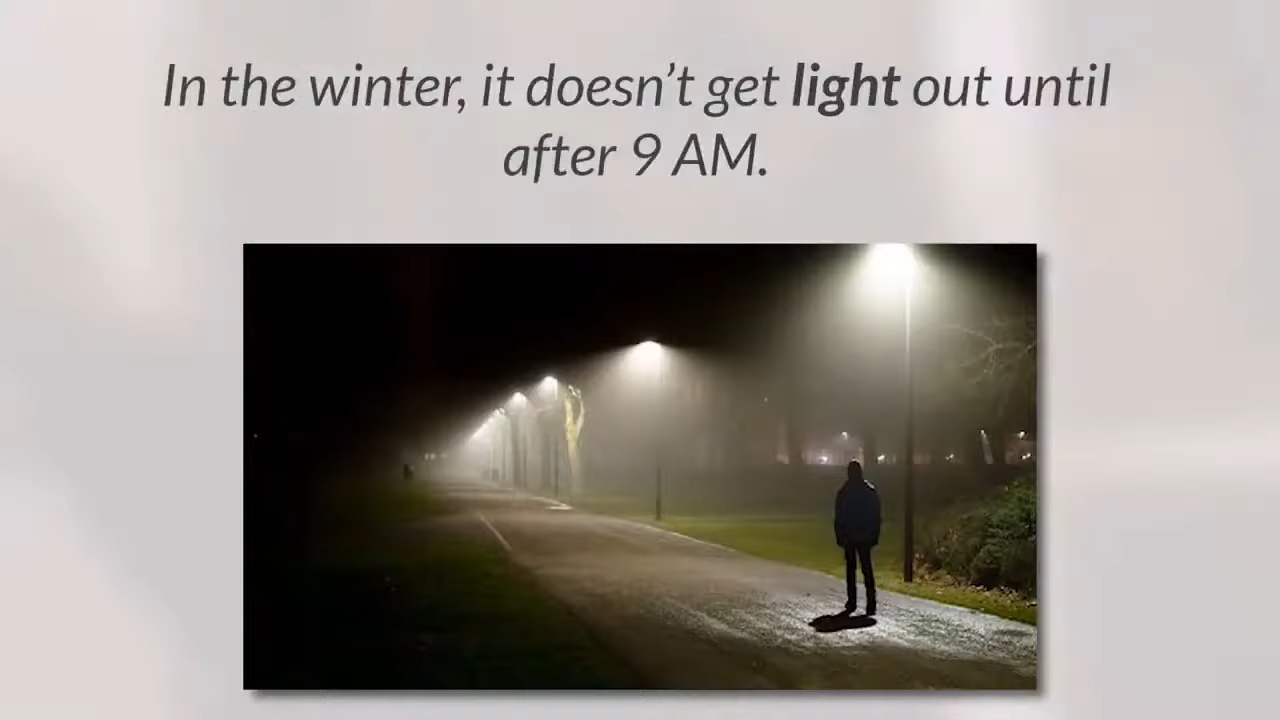 In the winter, it doesn’t get light out until
after 9 AM.